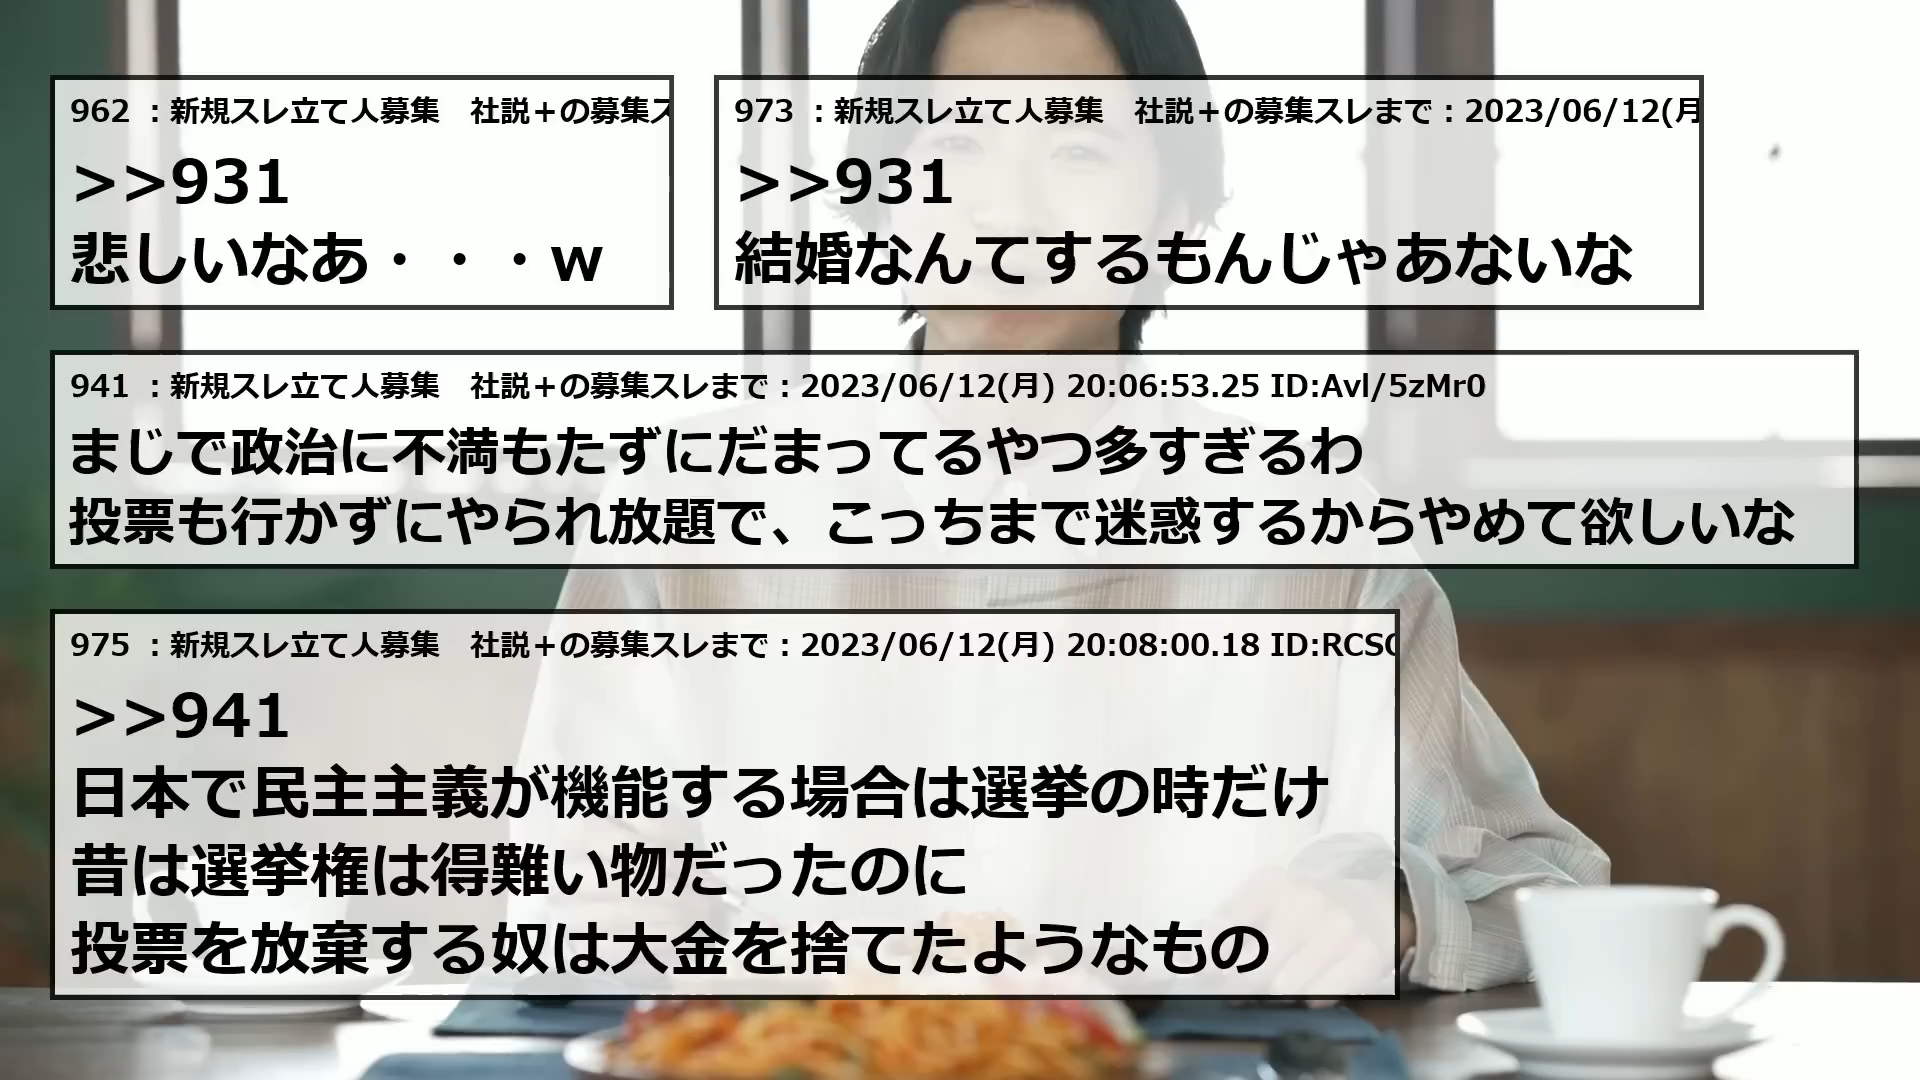 962 ：新規スレ立て人募集　社説＋の募集ス
>>931
悲しいなあ・・・w
973 ：新規スレ立て人募集　社説＋の募集スレまで：2023/06/12(月
>>931
結婚なんてするもんじゃあないな
941 ：新規スレ立て人募集　社説＋の募集スレまで：2023/06/12(月) 20:06:53.25 ID:Avl/5zMr0
まじで政治に不満もたずにだまってるやつ多すぎるわ
投票も行かずにやられ放題で、こっちまで迷惑するからやめて欲しいな
975 ：新規スレ立て人募集　社説＋の募集スレまで：2023/06/12(月) 20:08:00.18 ID:RCS
>>941
日本で民主主義が機能する場合は選挙の時だけ
昔は選挙権は得難い物だったのに
投票を放棄する奴は大金を捨てたようなもの